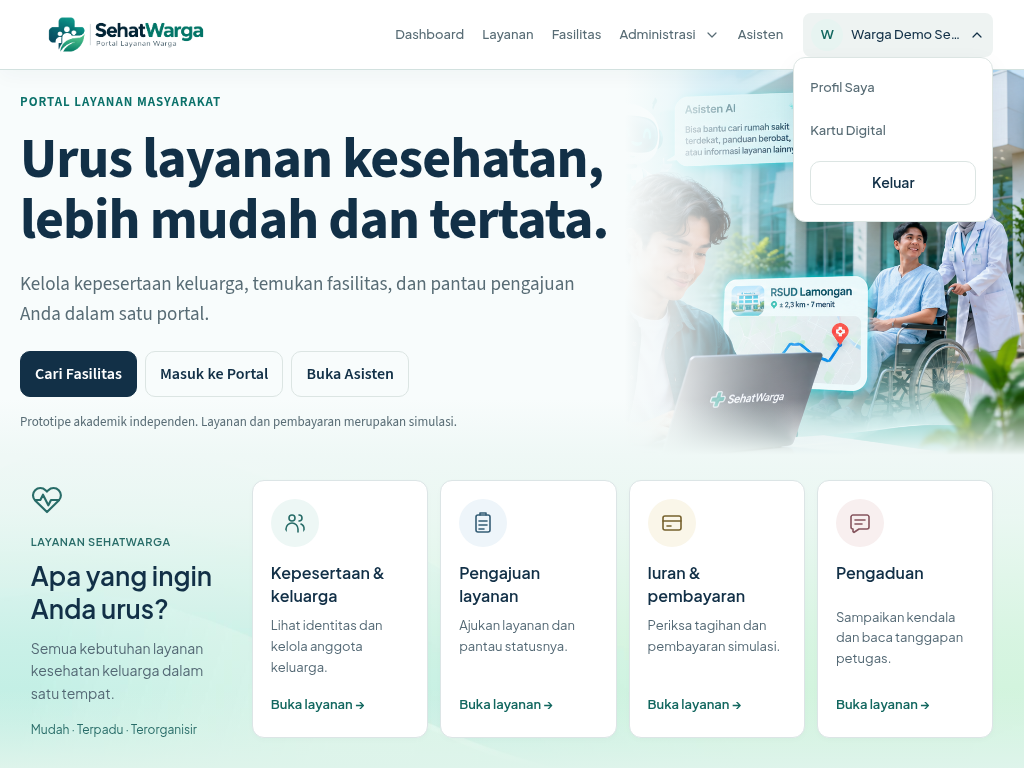 SehatWarga
Portal Layanan Warga
Dashboard
Layanan
Fasilitas
Administrasi
Asisten
W
Warga Demo Se...
Profil Saya
Kartu Digital
Keluar
PORTAL LAYANAN MASYARAKAT
Urus layanan kesehatan,
lebih mudah dan tertata.
Kelola kepesertaan keluarga, temukan fasilitas, dan pantau pengajuan
Anda dalam satu portal.
Cari Fasilitas
Masuk ke Portal
Buka Asisten
Prototipe akademik independen. Layanan dan pembayaran merupakan simulasi.
Asisten AI
Bisa bantu cari rumah sakit
terdekat, panduan berobat,
atau informasi layanan
RSUD Lamongan
± 2,3 km • 7 menit
SehatWarga
LAYANAN SEHATWARGA
Apa yang ingin
Anda urus?
Semua kebutuhan layanan
kesehatan keluarga dalam
satu tempat.
Mudah · Terpadu · Terorganisir
Kepesertaan &
keluarga
Lihat identitas dan
kelola anggota
keluarga.
Buka layanan →
Pengajuan
layanan
Ajukan layanan dan
pantau statusnya.
Buka layanan →
Iuran &
pembayaran
Periksa tagihan dan
pembayaran simulasi.
Buka layanan →
Pengaduan
Sampaikan kendala
dan baca tanggapan
petugas.
Buka layanan →